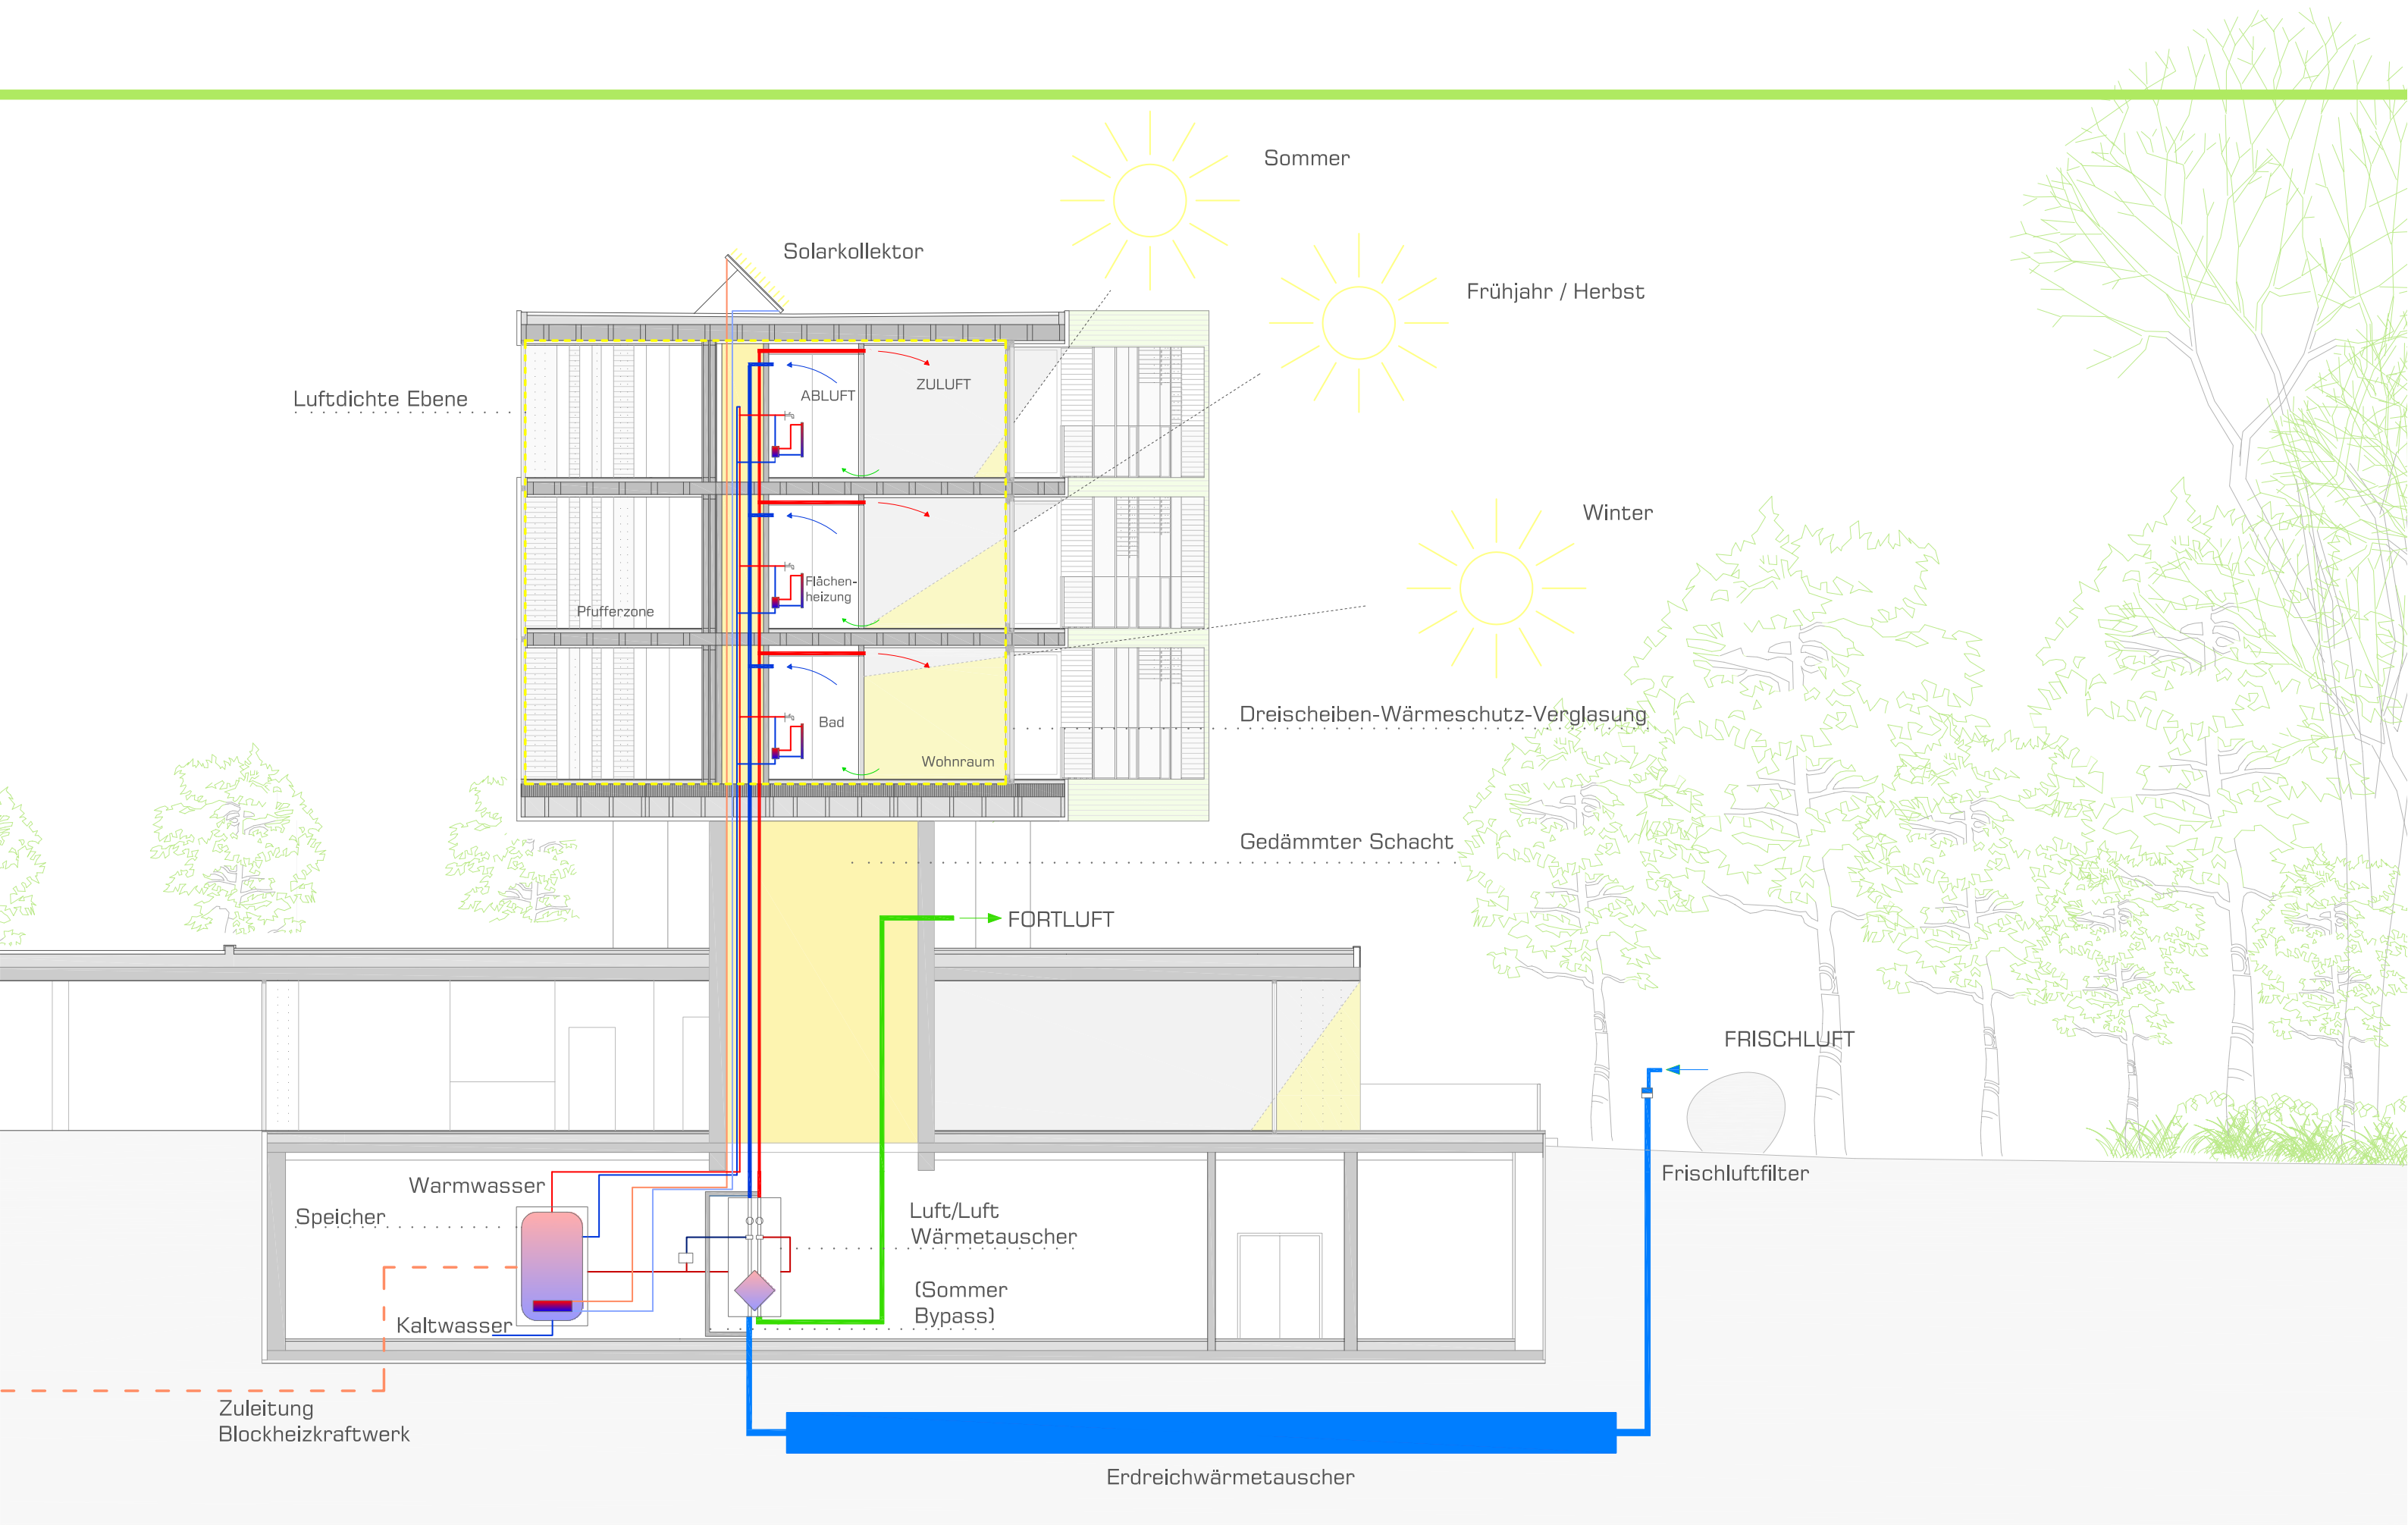 Sommer
Solarkollektor
Frühjahr / Herbst
Luftdichte Ebene
ABLUFT
ZULUFT
Winter
Flächen-
heizung
Pfufferzone
Dreischeiben-Wärmeschutz-Verglasung
Bad
Wohnraum
Gedämmter Schacht
FORTLUFT
FRISCHLUFT
Frischluftfilter
Warmwasser
Speicher
Luft/Luft
Wärmetauscher
(Sommer
Bypass)
Kaltwasser
Zuleitung
Blockheizkraftwerk
Erdreichwärmetauscher